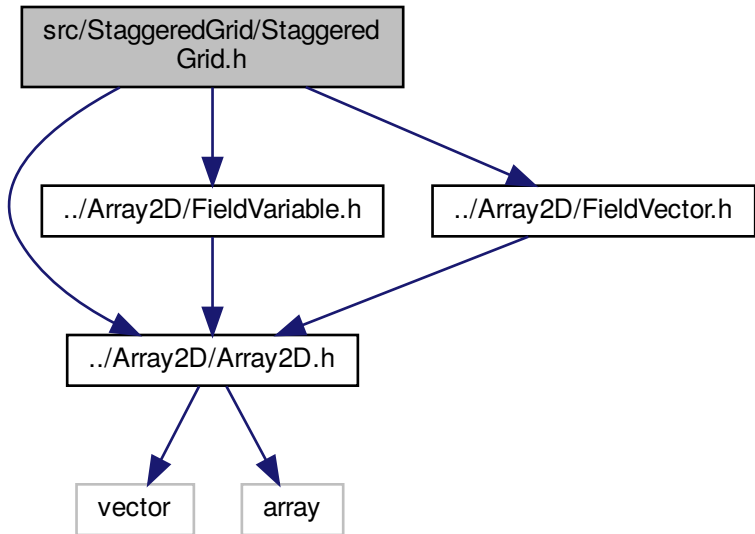 src/StaggeredGrid/Staggered
Grid.h
../Array2D/FieldVariable.h
../Array2D/FieldVector.h
../Array2D/Array2D.h
vector
array